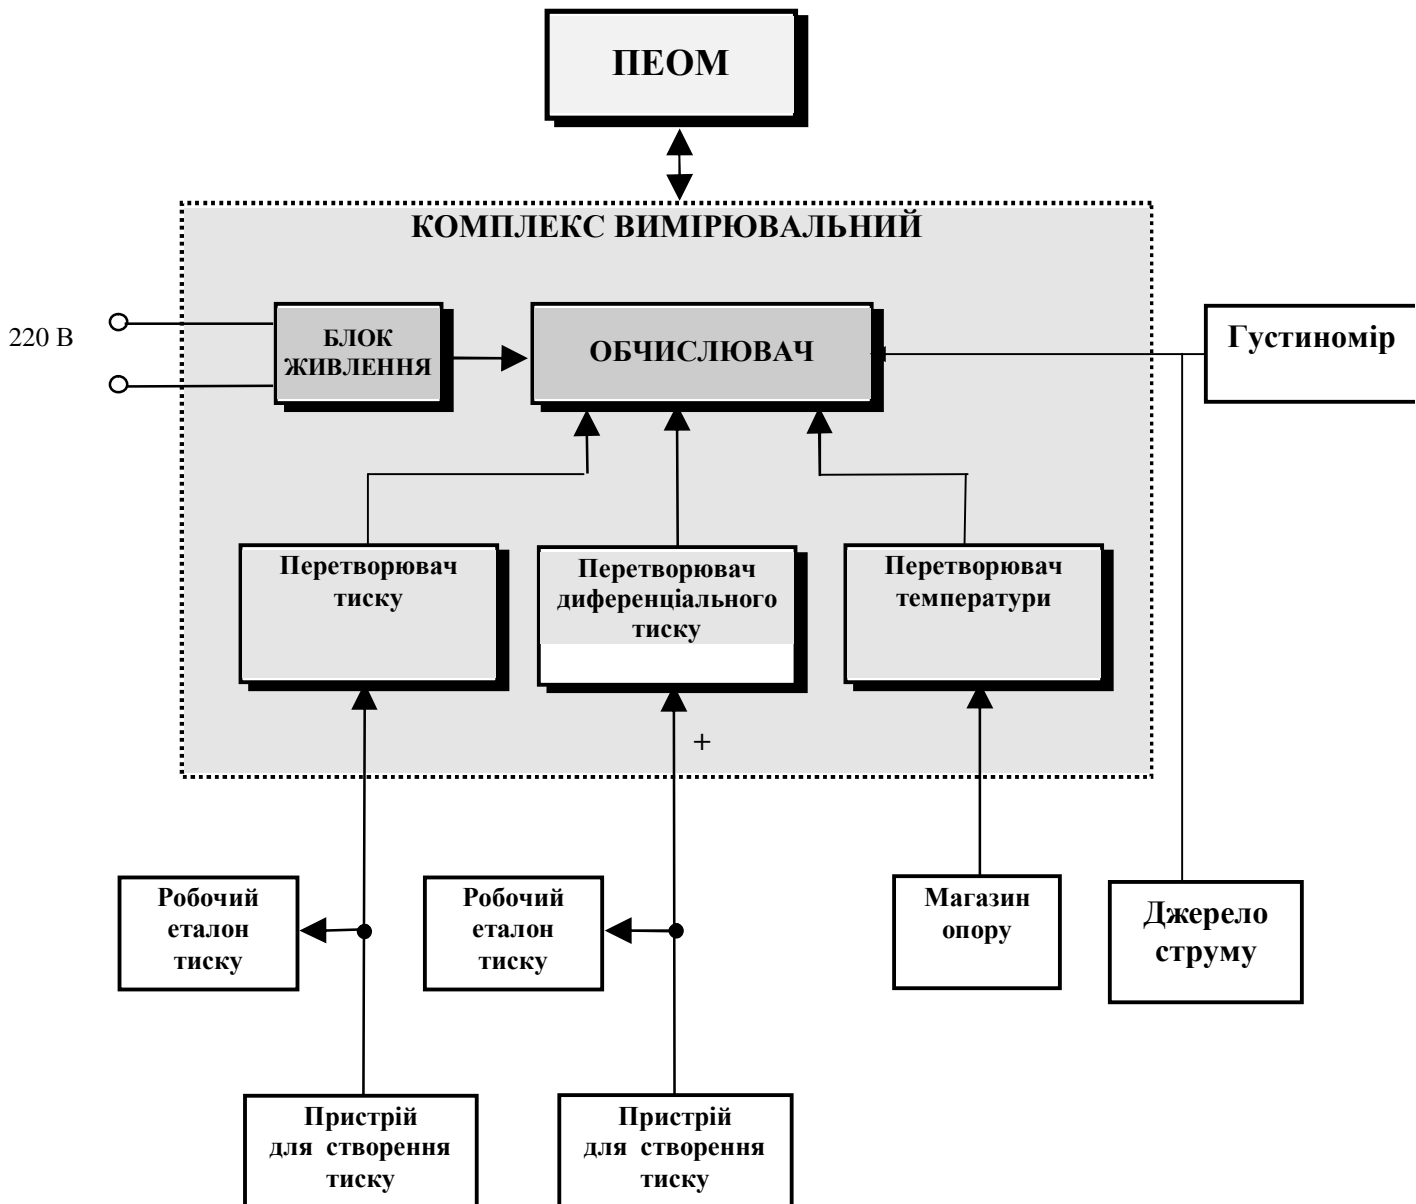 ПЕОМ
КОМПЛЕКС ВИМІРЮВАЛЬНИЙ
220 В
БЛОК
ЖИВЛЕННЯ
ОБЧИСЛЮВАЧ
Густиномір
Перетворювач
тиску
Перетворювач
диференціального
тиску
Перетворювач
температури
+
Робочий
еталон
тиску
Робочий
еталон
тиску
Магазин
опору
Джерело
струму
Пристрій
для створення
тиску
Пристрій
для створення
тиску